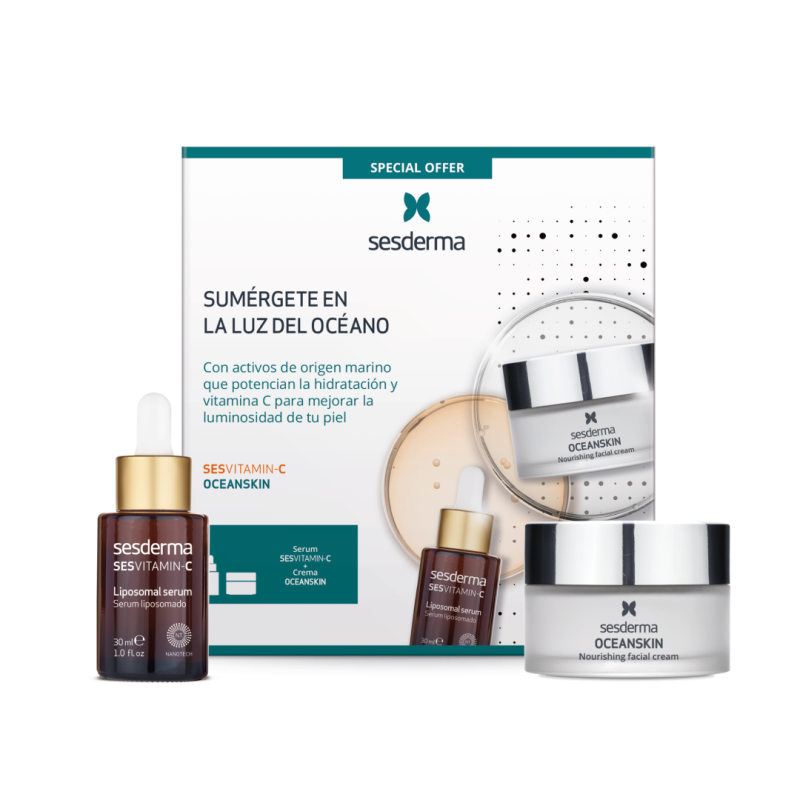 SPECIAL OFFER
sesderma
SUMÉRGETE EN
LA LUZ DEL OCÉANO
Con activos de origen marino
que potencian la hidratación y
vitamina C para mejorar la
luminosidad de tu piel
SESVITAMIN-C
OCEANSKIN
Serum
SESVITAMIN-C
+
Crema
OCEANSKIN
sesderma
OCEANSKIN
Nourishing facial cream
sesderma
SESVITAMIN-C
Liposomal serum
Serum liposomado
30 ml e
sesderma
SESVITAMIN-C
Liposomal serum
Serum liposomado
30 ml e
1.0 fl. oz
NT
NANOTECH
sesderma
OCEANSKIN
Nourishing facial cream